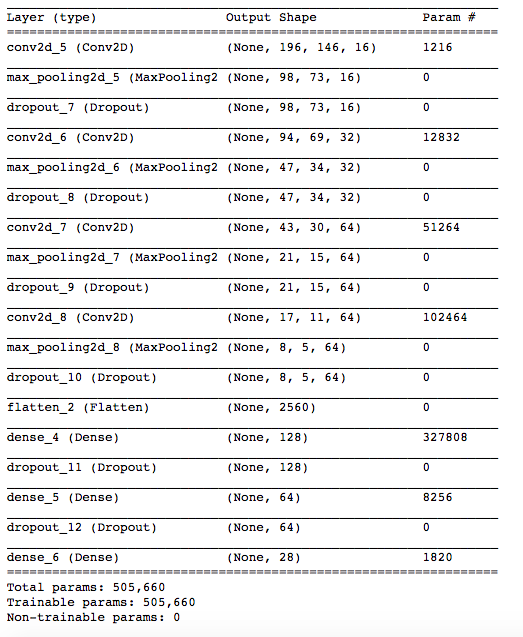 Layer (type) Output Shape Param #
conv2d_5 (Conv2D) (None, 196, 146, 16) 1216
max_pooling2d_5 (MaxPooling2 (None, 98, 73, 16) 0
dropout_7 (Dropout) (None, 98, 73, 16) 0
conv2d_6 (Conv2D) (None, 94, 69, 32) 12832
max_pooling2d_6 (MaxPooling2 (None, 47, 34, 32) 0
dropout_8 (Dropout) (None, 47, 34, 32) 0
conv2d_7 (Conv2D) (None, 43, 30, 64) 51264
max_pooling2d_7 (MaxPooling2 (None, 21, 15, 64) 0
dropout_9 (Dropout) (None, 21, 15, 64) 0
conv2d_8 (Conv2D) (None, 17, 11, 64) 102464
max_pooling2d_8 (MaxPooling2 (None, 8, 5, 64) 0
dropout_10 (Dropout) (None, 8, 5, 64) 0
flatten_2 (Flatten) (None, 2560) 0
dense_4 (Dense) (None, 128) 327808
dropout_11 (Dropout) (None, 128) 0
dense_5 (Dense) (None, 64) 8256
dropout_12 (Dropout) (None, 64) 0
dense_6 (Dense) (None, 28) 1820
Total params: 505,660
Trainable params: 505,660
Non-trainable params: 0